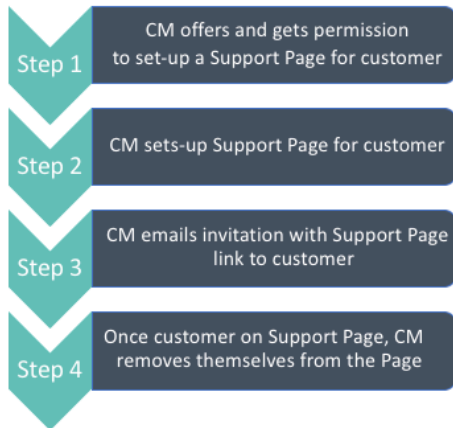 Step 1
CM offers and gets permission
to set-up a Support Page for customer
Step 2
CM sets-up Support Page for customer
Step 3
CM emails invitation with Support Page
link to customer
Step 4
Once customer on Support Page, CM
removes themselves from the Page